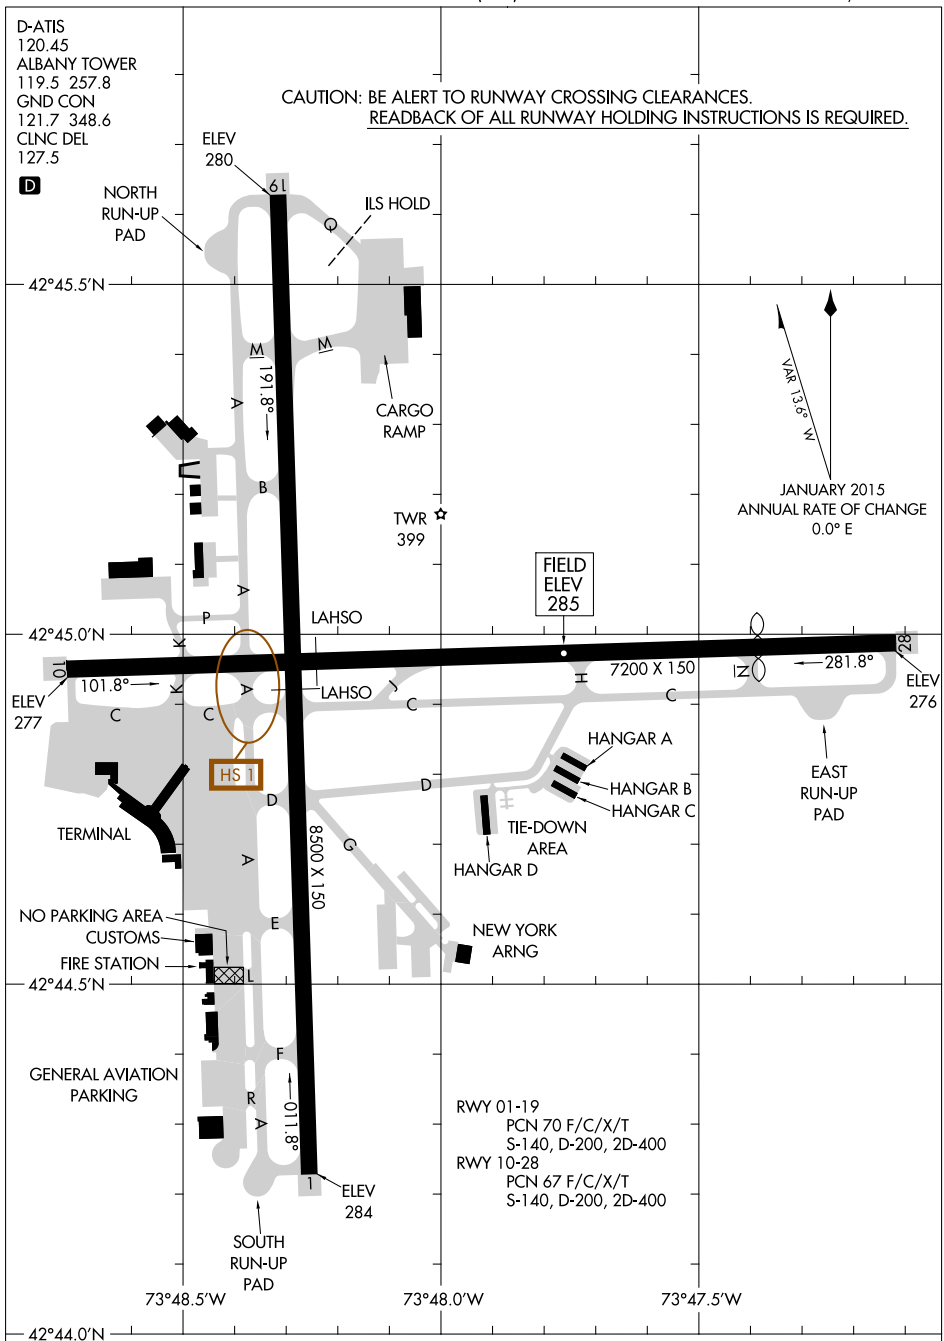 D-ATIS
120.45
ALBANY TOWER
119.5 257.8
GND CON
121.7 348.6
CLNC DEL
127.5
D
CAUTION: BE ALERT TO RUNWAY CROSSING CLEARANCES.
READBACK OF ALL RUNWAY HOLDING INSTRUCTIONS IS REQUIRED.
ELEV
280
19
NORTH
RUN-UP
PAD
ILS HOLD
Q
42°45.5'N
M
M
191.8°
A
CARGO
RAMP
VAR 13.6° W
JANUARY 2015
ANNUAL RATE OF CHANGE
0.0° E
B
TWR
399
FIELD
ELEV
285
A
P
K
LAHSO
42°45.0'N
10
28
101.8°
K
A
LAHSO
J
H
7200 X 150
N
281.8°
ELEV
277
C
C
C
C
ELEV
276
HS 1
HANGAR A
HANGAR B
HANGAR C
D
D
EAST
RUN-UP
PAD
TERMINAL
A
8500 X 150
Q
TIE-DOWN
AREA
HANGAR D
NO PARKING AREA
CUSTOMS
FIRE STATION
E
L
NEW YORK
ARNG
42°44.5'N
F
GENERAL AVIATION
PARKING
R
A
011.8°
1
ELEV
284
RWY 01-19
PCN 70 F/C/X/T
S-140, D-200, 2D-400
RWY 10-28
PCN 67 F/C/X/T
S-140, D-200, 2D-400
SOUTH
RUN-UP
PAD
73°48.5'W
73°48.0'W
73°47.5'W
42°44.0'N